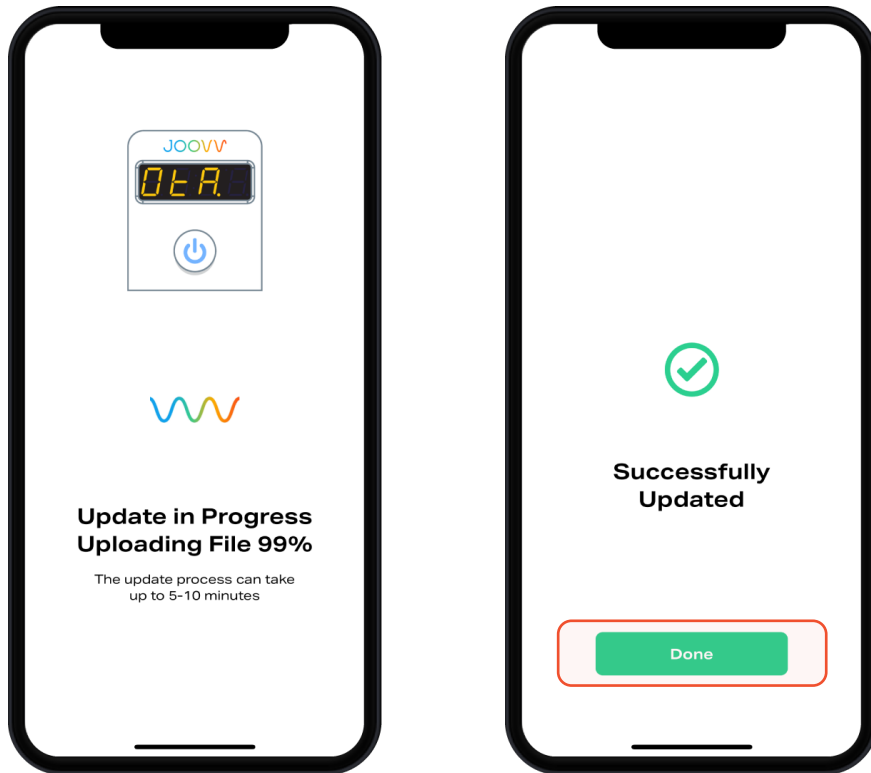 JOOVV
OtA.
Update in Progress
Uploading File 99%
The update process can take
up to 5-10 minutes
Successfully
Updated
Done